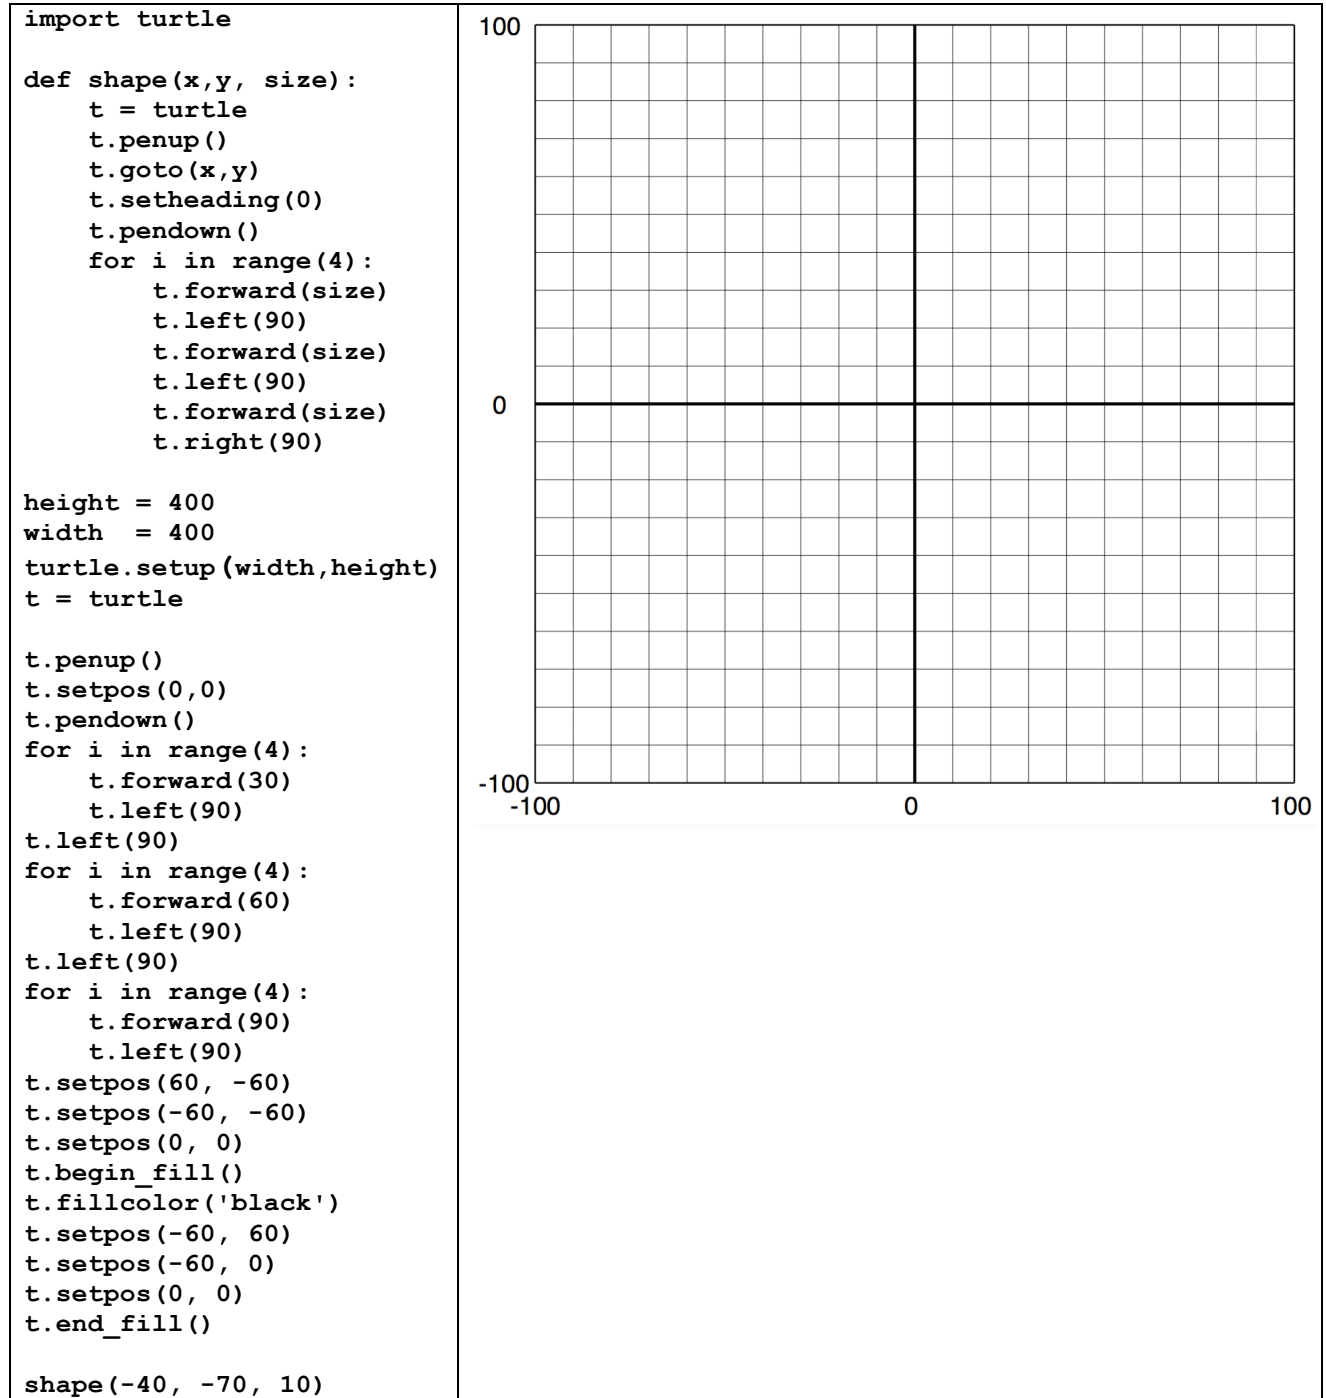 import turtle
def shape(x,y, size):
    t = turtle
    t.penup()
    t.goto(x,y)
    t.setheading(0)
    t.pendown()
    for i in range(4):
        t.forward(size)
        t.left(90)
        t.forward(size)
        t.left(90)
        t.forward(size)
        t.right(90)
height = 400
width  = 400
turtle.setup(width,height)
t = turtle
t.penup()
t.setpos(0,0)
t.pendown()
for i in range(4):
    t.forward(30)
    t.left(90)
t.left(90)
for i in range(4):
    t.forward(60)
    t.left(90)
t.left(90)
for i in range(4):
    t.forward(90)
    t.left(90)
t.setpos(60, -60)
t.setpos(-60, -60)
t.setpos(0, 0)
t.begin_fill()
t.fillcolor('black')
t.setpos(-60, 60)
t.setpos(-60, 0)
t.setpos(0, 0)
t.end_fill()
shape(-40, -70, 10)
100
0
-100
-100 0 100